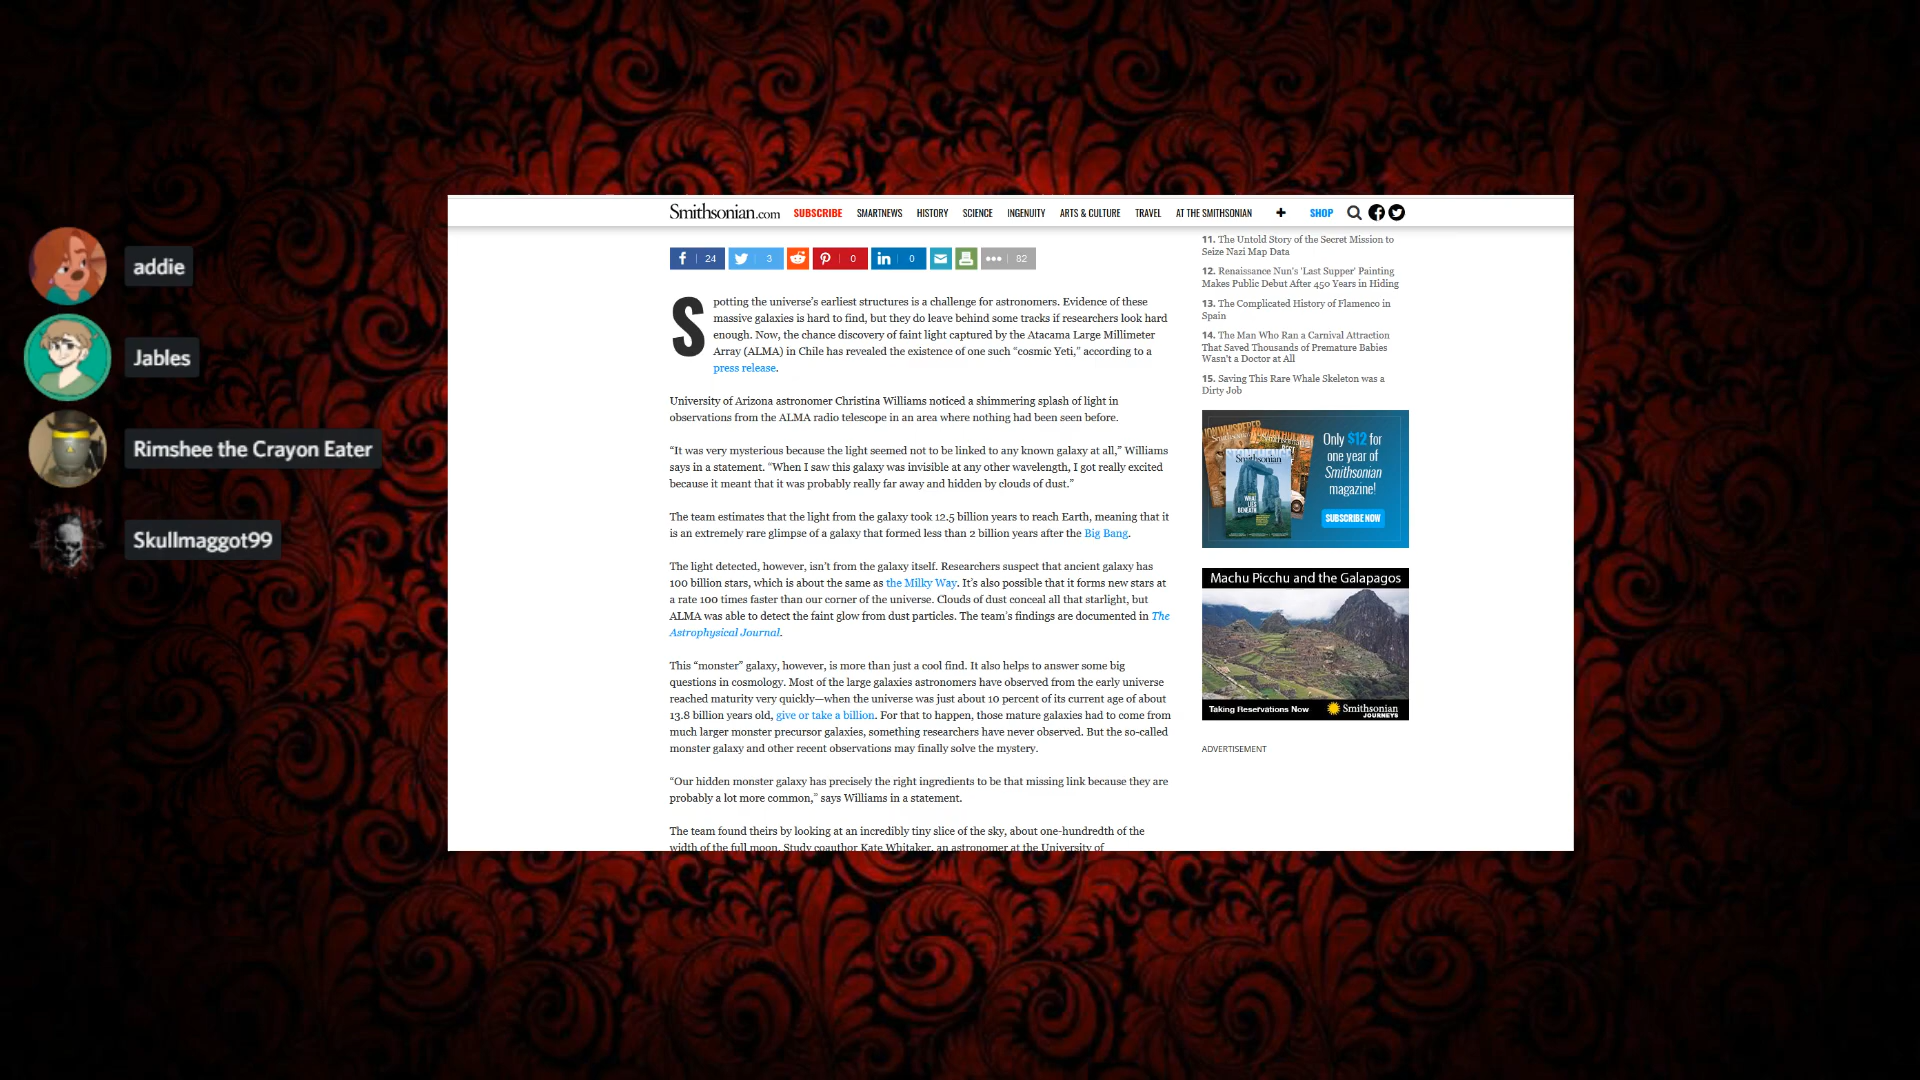 addie
Jables
Rimshee the Crayon Eater
Skullmaggot99
Smithsonian.com SUBSCRIBE SMARTNEWS HISTORY SCIENCE INGENUITY ARTS & CULTURE TRAVEL AT THE SMITHSONIAN + SHOP
24 3 0 0 82
Spotting the universe's earliest structures is a challenge for astronomers. Evidence of these
massive galaxies is hard to find, but they do leave behind some tracks if researchers look hard
enough. Now, the chance discovery of faint light captured by the Atacama Large Millimeter
Array (ALMA) in Chile has revealed the existence of one such “cosmic Yeti,” according to a
press release.
University of Arizona astronomer Christina Williams noticed a shimmering splash of light in
observations from the ALMA radio telescope in an area where nothing had been seen before.
“It was very mysterious because the light seemed not to be linked to any known galaxy at all,” Williams
says in a statement. “When I saw this galaxy was invisible at any other wavelength, I got really excited
because it meant that it was probably really far away and hidden by clouds of dust.”
The team estimates that the light from the galaxy took 12.5 billion years to reach Earth, meaning that it
is an extremely rare glimpse of a galaxy that formed less than 2 billion years after the Big Bang.
The light detected, however, isn't from the galaxy itself. Researchers suspect that ancient galaxy has
100 billion stars, which is about the same as the Milky Way. It's also possible that it forms new stars at
a rate 100 times faster than our corner of the universe. Clouds of dust conceal all that starlight, but
ALMA was able to detect the faint glow from dust particles. The team's findings are documented in The
Astrophysical Journal.
This “monster” galaxy, however, is more than just a cool find. It also helps to answer some big
questions in cosmology. Most of the large galaxies astronomers have observed from the early universe
reached maturity very quickly—when the universe was just about 10 percent of its current age of about
13.8 billion years old, give or take a billion. For that to happen, those mature galaxies had to come from
much larger monster precursor galaxies, something researchers have never observed. But the so-called
monster galaxy and other recent observations may finally solve the mystery.
“Our hidden monster galaxy has precisely the right ingredients to be that missing link because they are
probably a lot more common,” says Williams in a statement.
The team found theirs by looking at an incredibly tiny slice of the sky, about one-hundredth of the
width of the full moon. Study coauthor Kate Whitaker, an astronomer at the University of
11. The Untold Story of the Secret Mission to
Seize Nazi Map Data
12. Renaissance Nun's 'Last Supper' Painting
Makes Public Debut After 450 Years in Hiding
13. The Complicated History of Flamenco in
Spain
14. The Man Who Ran a Carnival Attraction
That Saved Thousands of Premature Babies
Wasn't a Doctor at All
15. Saving This Rare Whale Skeleton was a
Dirty Job
Smithsonian
WHAT
LIES
BENEATH
Only $12 for
one year of
Smithsonian
magazine!
SUBSCRIBE NOW
Machu Picchu and the Galapagos
Taking Reservations Now
Smithsonian
JOURNEYS
ADVERTISEMENT